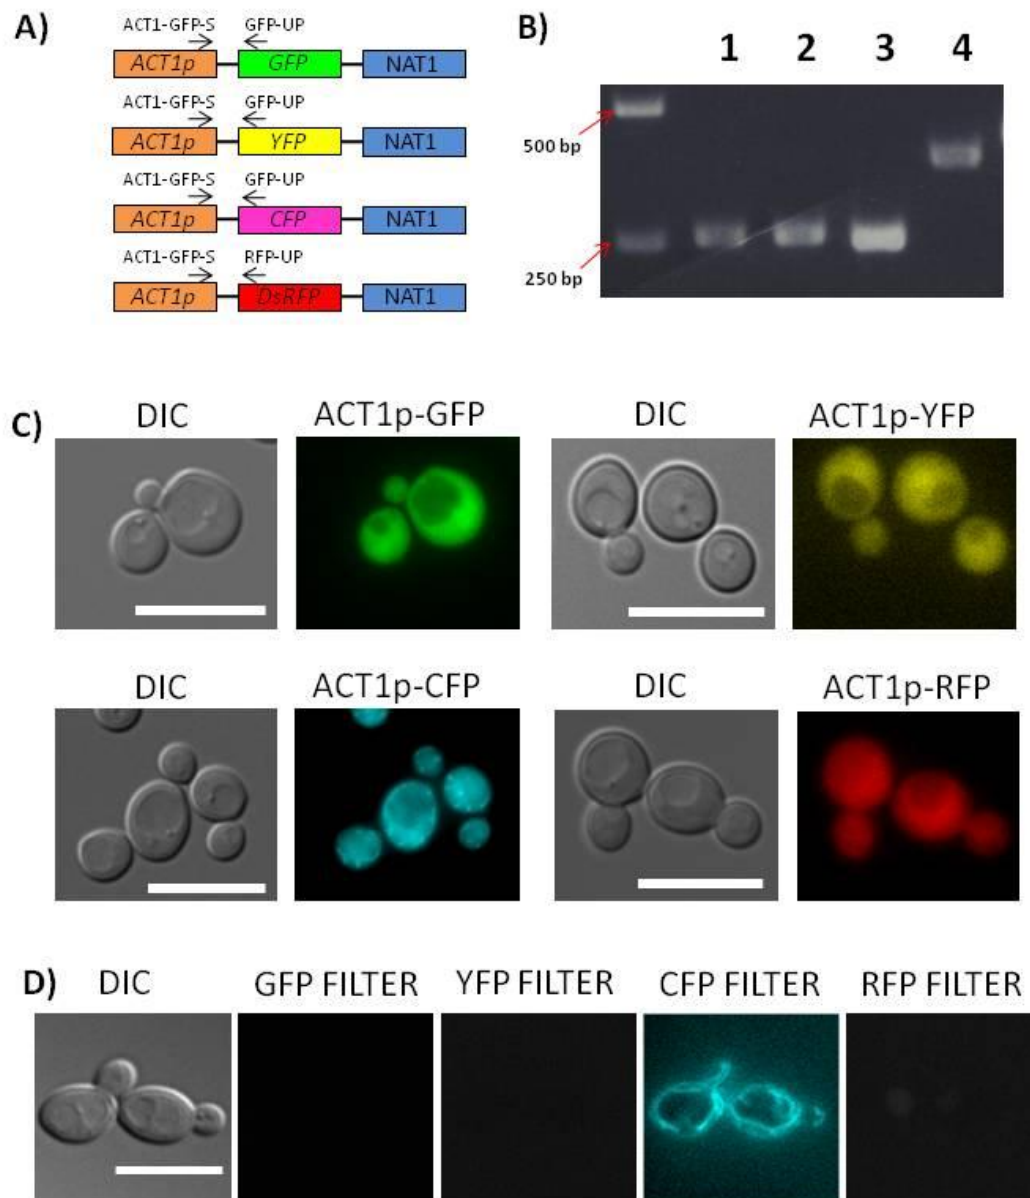 A)
ACT1-GFP-S GFP-UP
ACT1p GFP NAT1
ACT1-GFP-S GFP-UP
ACT1p YFP NAT1
ACT1-GFP-S GFP-UP
ACT1p CFP NAT1
ACT1-GFP-S RFP-UP
ACT1p DsRFP NAT1
B)
1 2 3 4
500 bp
250 bp
C)
DIC ACT1p-GFP DIC ACT1p-YFP
DIC ACT1p-CFP DIC ACT1p-RFP
D)
DIC GFP FILTER YFP FILTER CFP FILTER RFP FILTER